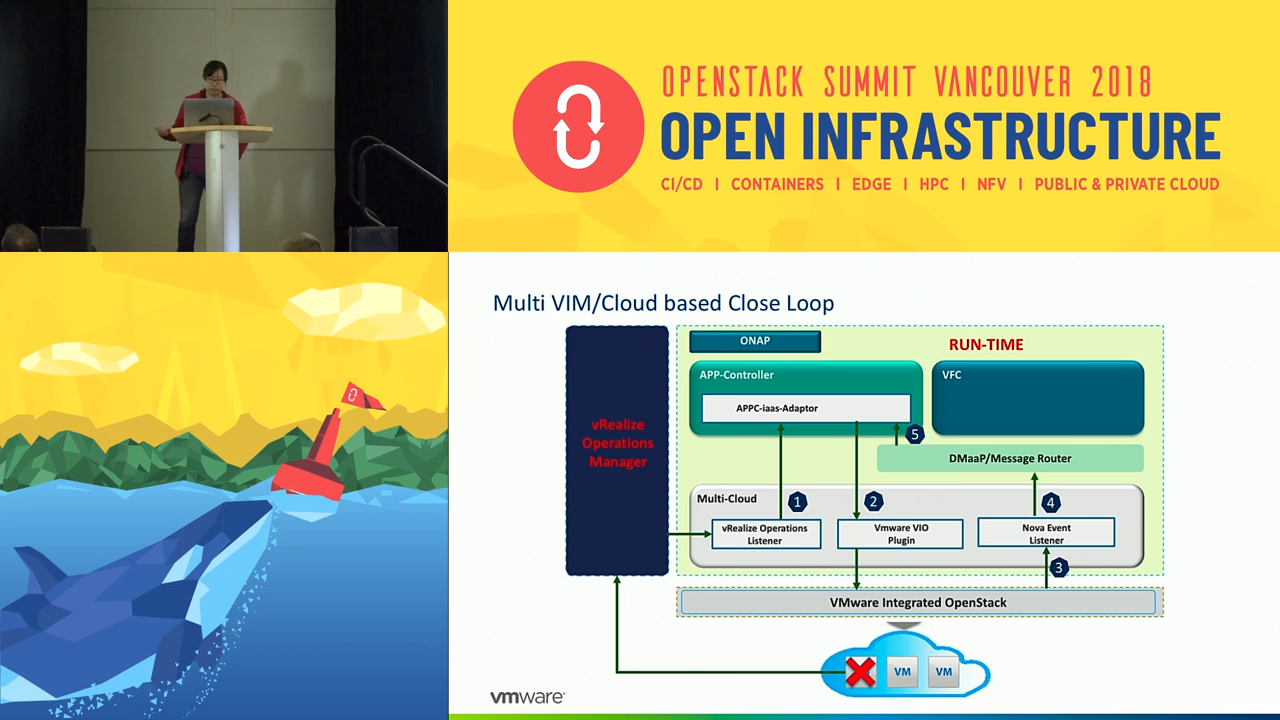 OPENSTACK SUMMIT VANCOUVER 2018
OPEN INFRASTRUCTURE
CI/CD I CONTAINERS I EDGE I HPC I NFV I PUBLIC & PRIVATE CLOUD
Multi VIM/Cloud based Close Loop
ONAP
RUN-TIME
APP-Controller
VFC
APPC-iaas-Adaptor
vRealize
Operations
Manager
5
DMaaP/Message Router
Multi-Cloud
1
2
4
vRealize Operations
Listener
Vmware VIO
Plugin
Nova Event
Listener
3
VMware Integrated OpenStack
VM
VM
vmware